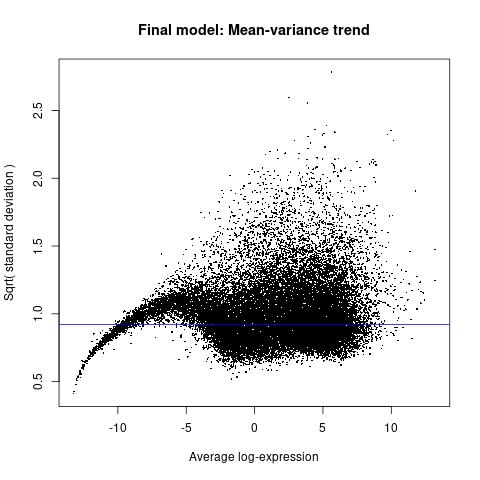 Final model: Mean-variance trend
Sqrt( standard deviation )
2.5
2.0
1.5
1.0
0.5
-10 -5 0 5 10
Average log-expression